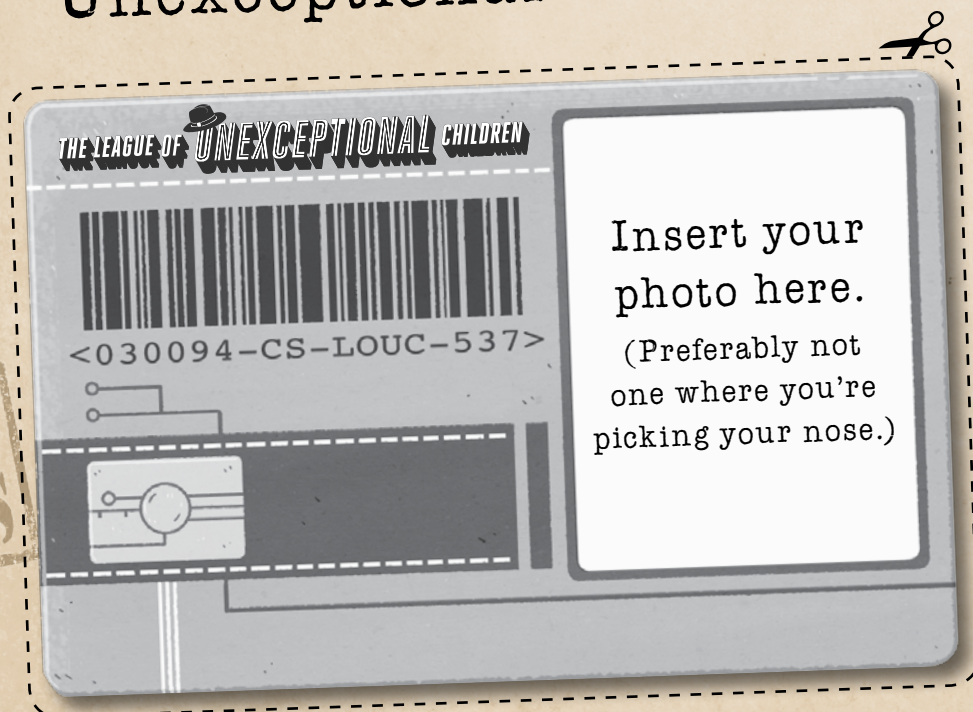 Unexceptional
THE LEAGUE OF UNEXCEPTIONAL CHILDREN
<030094-CS-LOUC-537>
Insert your
photo here.
(Preferably not
one where you're
picking your nose.)